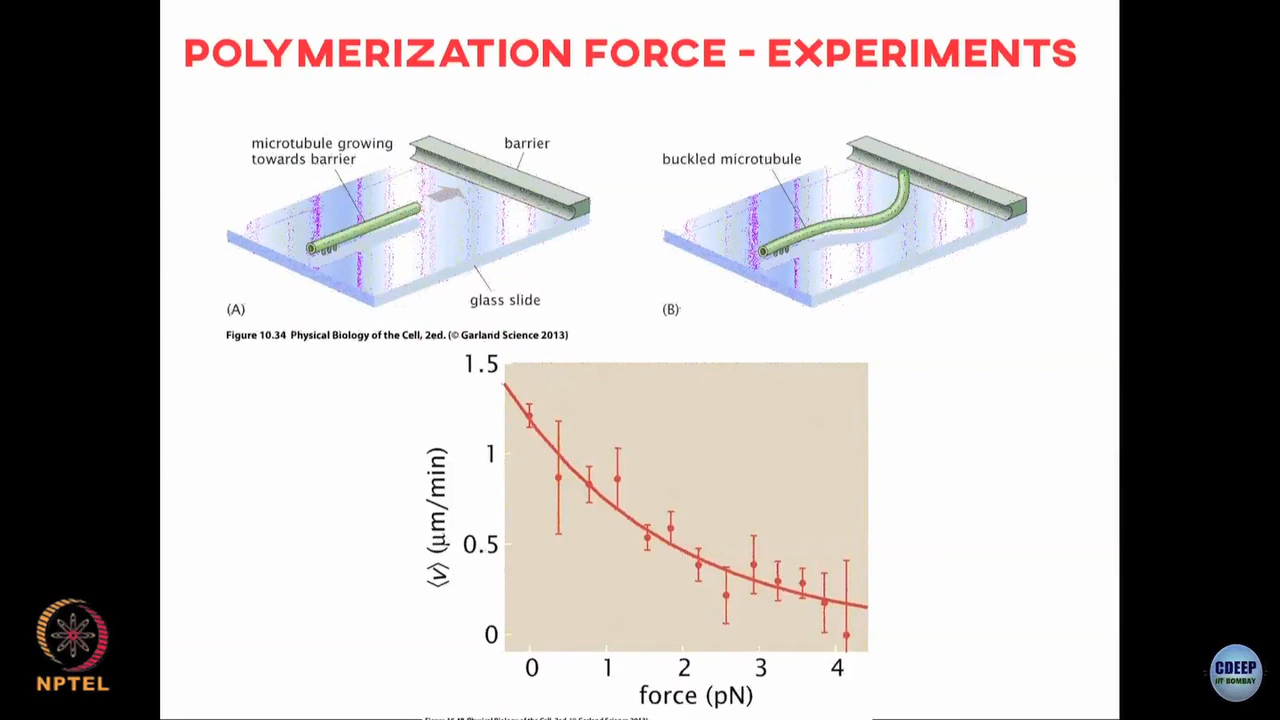 POLYMERIZATION FORCE - EXPERIMENTS
microtubule growing
towards barrier
barrier
glass slide
(A)
buckled microtubule
(B)
Figure 10.34 Physical Biology of the Cell, 2ed. (© Garland Science 2013)
1.5
1
0.5
0
⟨v⟩ (μm/min)
0 1 2 3 4
force (pN)
NPTEL
CDEEP
IIT BOMBAY